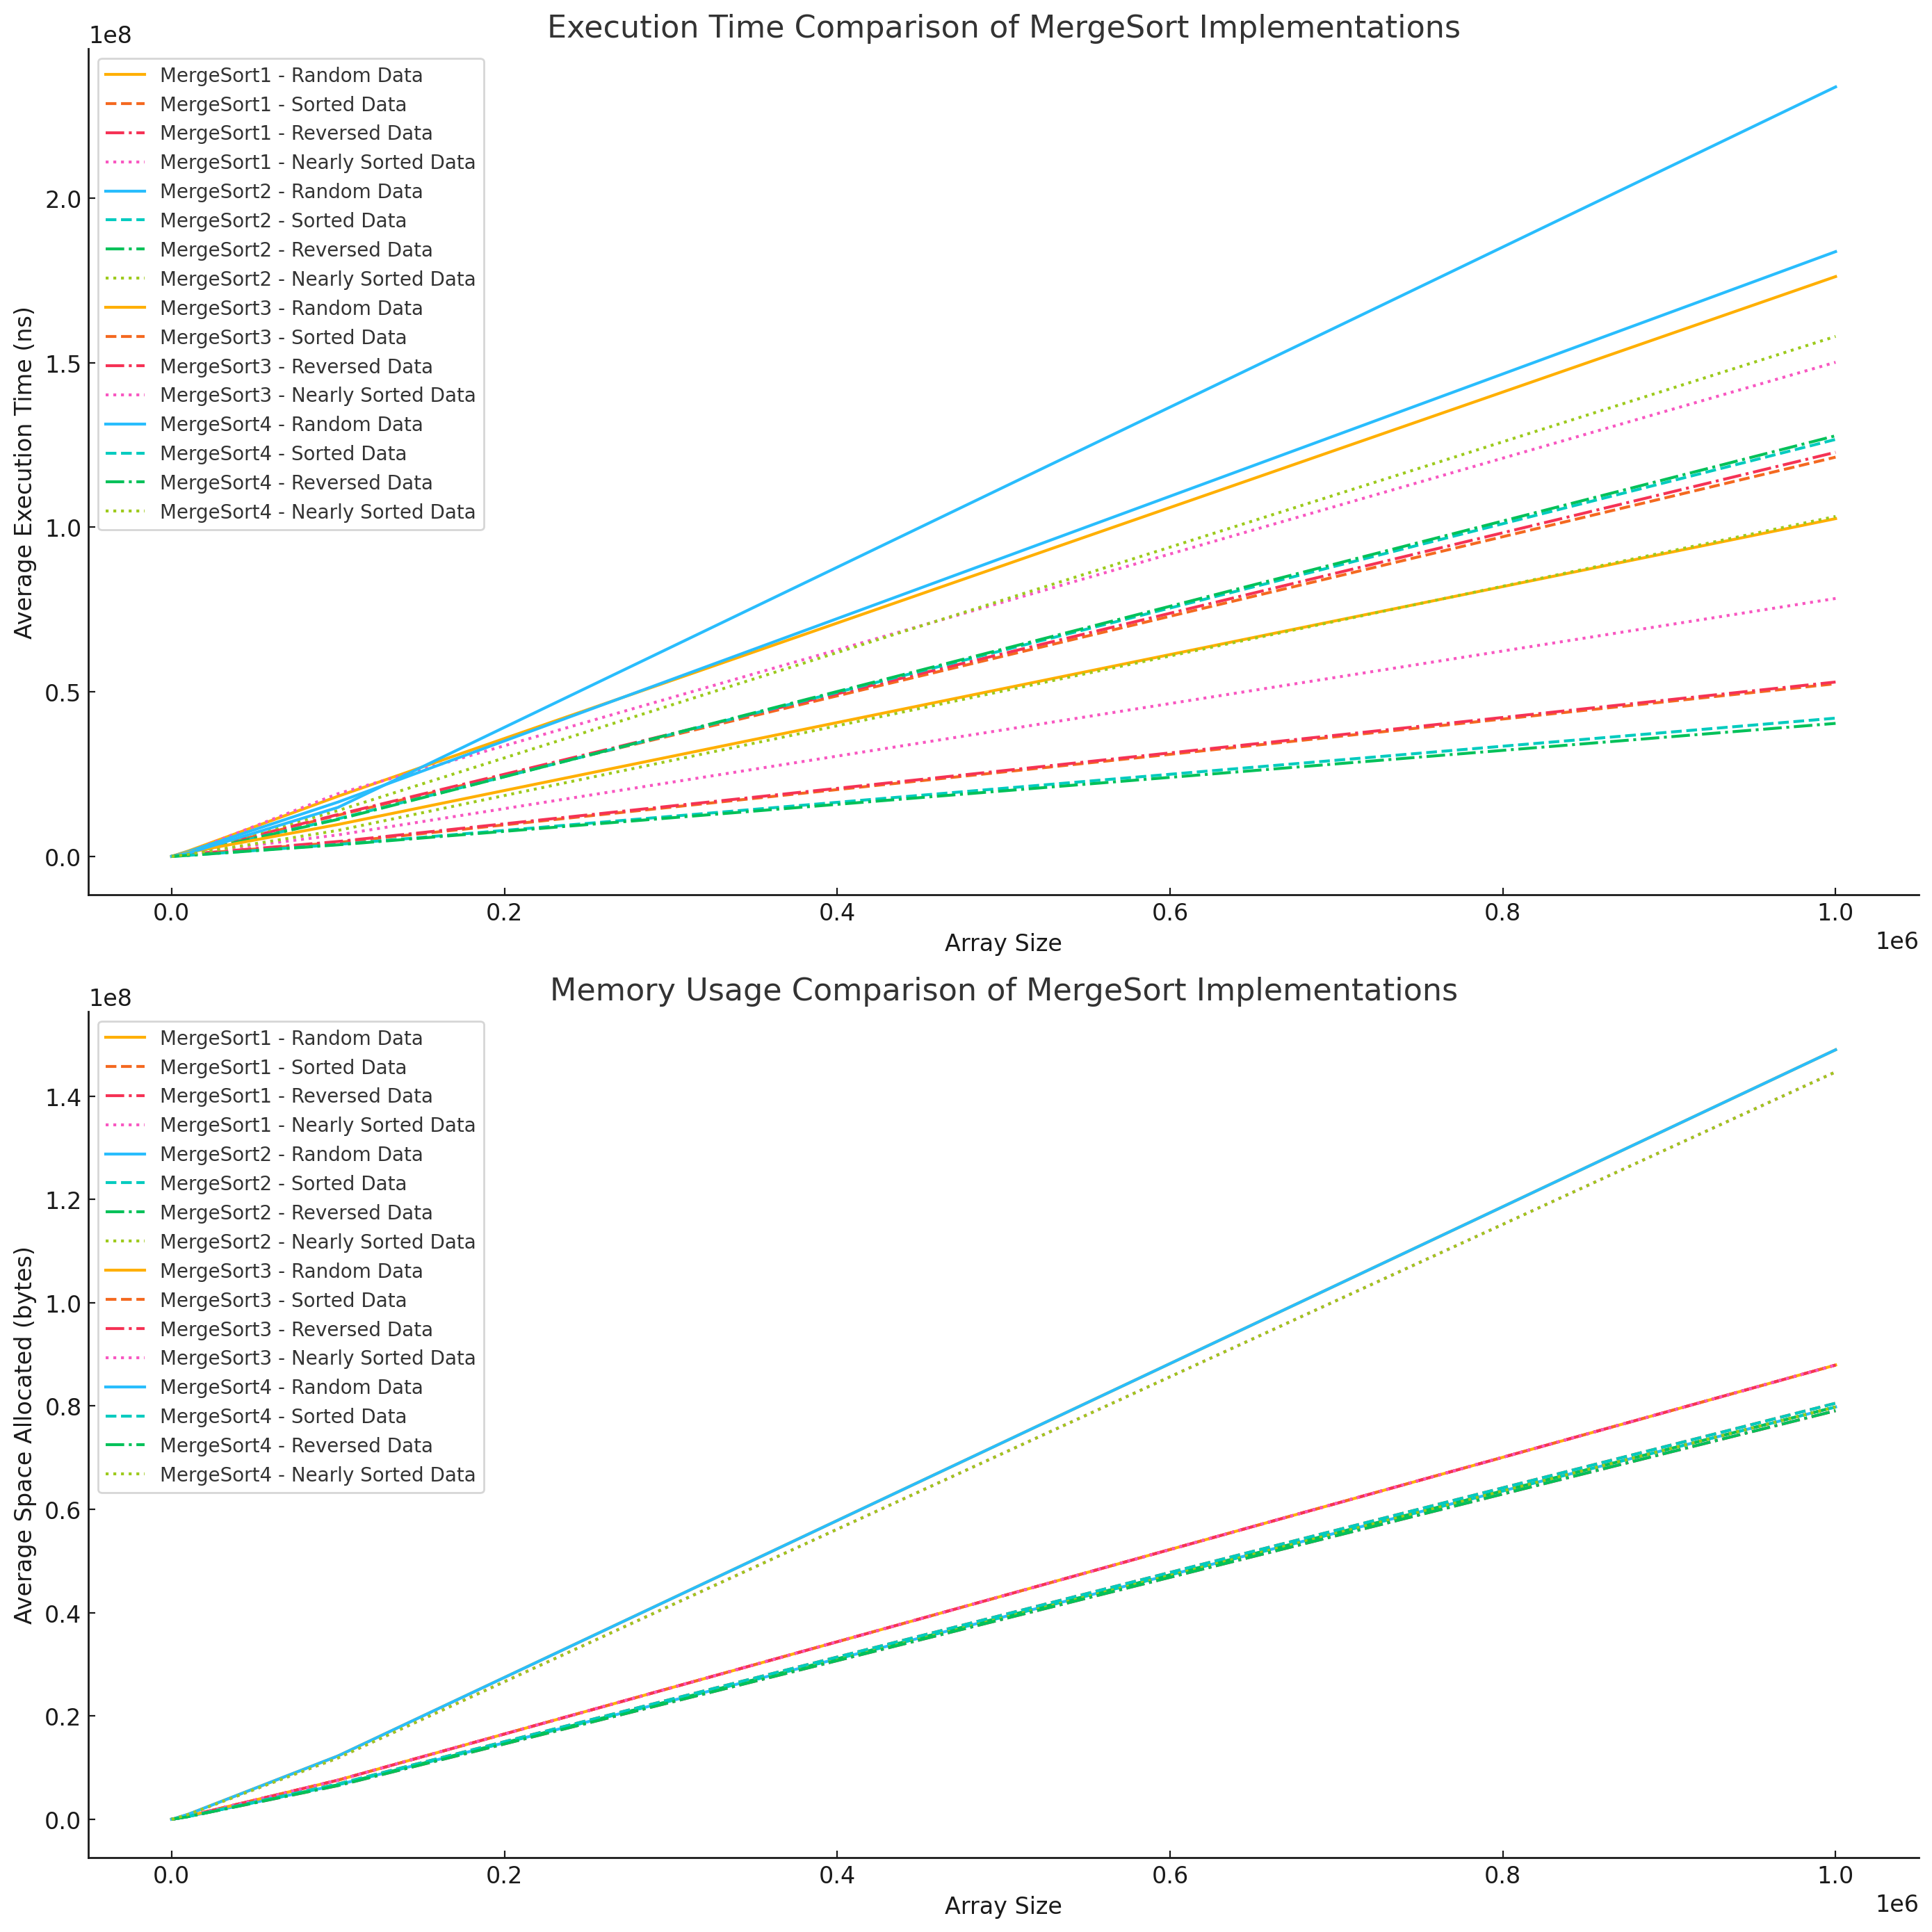 Execution Time Comparison of MergeSort Implementations
1e8
MergeSort1 - Random Data
MergeSort1 - Sorted Data
MergeSort1 - Reversed Data
MergeSort1 - Nearly Sorted Data
MergeSort2 - Random Data
MergeSort2 - Sorted Data
MergeSort2 - Reversed Data
MergeSort2 - Nearly Sorted Data
MergeSort3 - Random Data
MergeSort3 - Sorted Data
MergeSort3 - Reversed Data
MergeSort3 - Nearly Sorted Data
MergeSort4 - Random Data
MergeSort4 - Sorted Data
MergeSort4 - Reversed Data
MergeSort4 - Nearly Sorted Data
Average Execution Time (ns)
2.0
1.5
1.0
0.5
0.0
0.0 0.2 0.4 0.6 0.8 1.0
Array Size
1e6
Memory Usage Comparison of MergeSort Implementations
1e8
MergeSort1 - Random Data
MergeSort1 - Sorted Data
MergeSort1 - Reversed Data
MergeSort1 - Nearly Sorted Data
MergeSort2 - Random Data
MergeSort2 - Sorted Data
MergeSort2 - Reversed Data
MergeSort2 - Nearly Sorted Data
MergeSort3 - Random Data
MergeSort3 - Sorted Data
MergeSort3 - Reversed Data
MergeSort3 - Nearly Sorted Data
MergeSort4 - Random Data
MergeSort4 - Sorted Data
MergeSort4 - Reversed Data
MergeSort4 - Nearly Sorted Data
Average Space Allocated (bytes)
1.4
1.2
1.0
0.8
0.6
0.4
0.2
0.0
0.0 0.2 0.4 0.6 0.8 1.0
Array Size
1e6